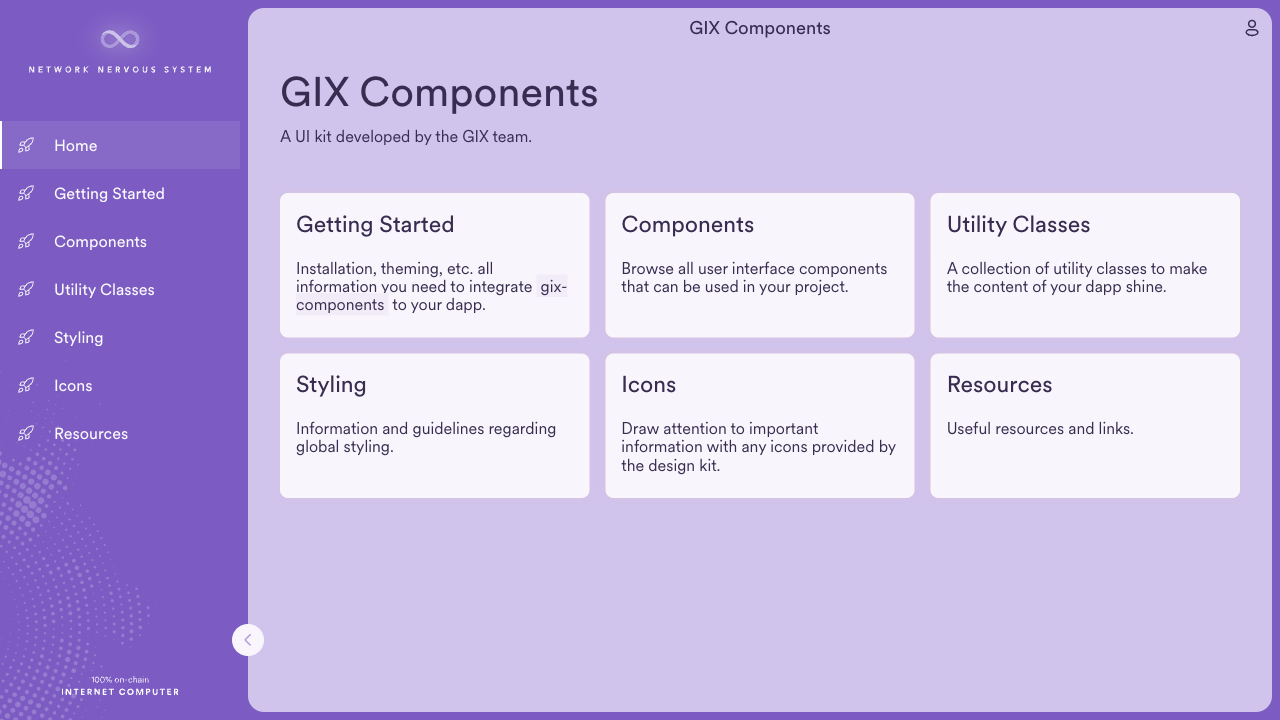 NETWORK NERVOUS SYSTEM
Home
Getting Started
Components
Utility Classes
Styling
Icons
Resources
100% on-chain
INTERNET COMPUTER
GIX Components
GIX Components
A UI kit developed by the GIX team.
Getting Started
Installation, theming, etc. all
information you need to integrate gix-
components to your dapp.
Components
Browse all user interface components
that can be used in your project.
Utility Classes
A collection of utility classes to make
the content of your dapp shine.
Styling
Information and guidelines regarding
global styling.
Icons
Draw attention to important
information with any icons provided by
the design kit.
Resources
Useful resources and links.